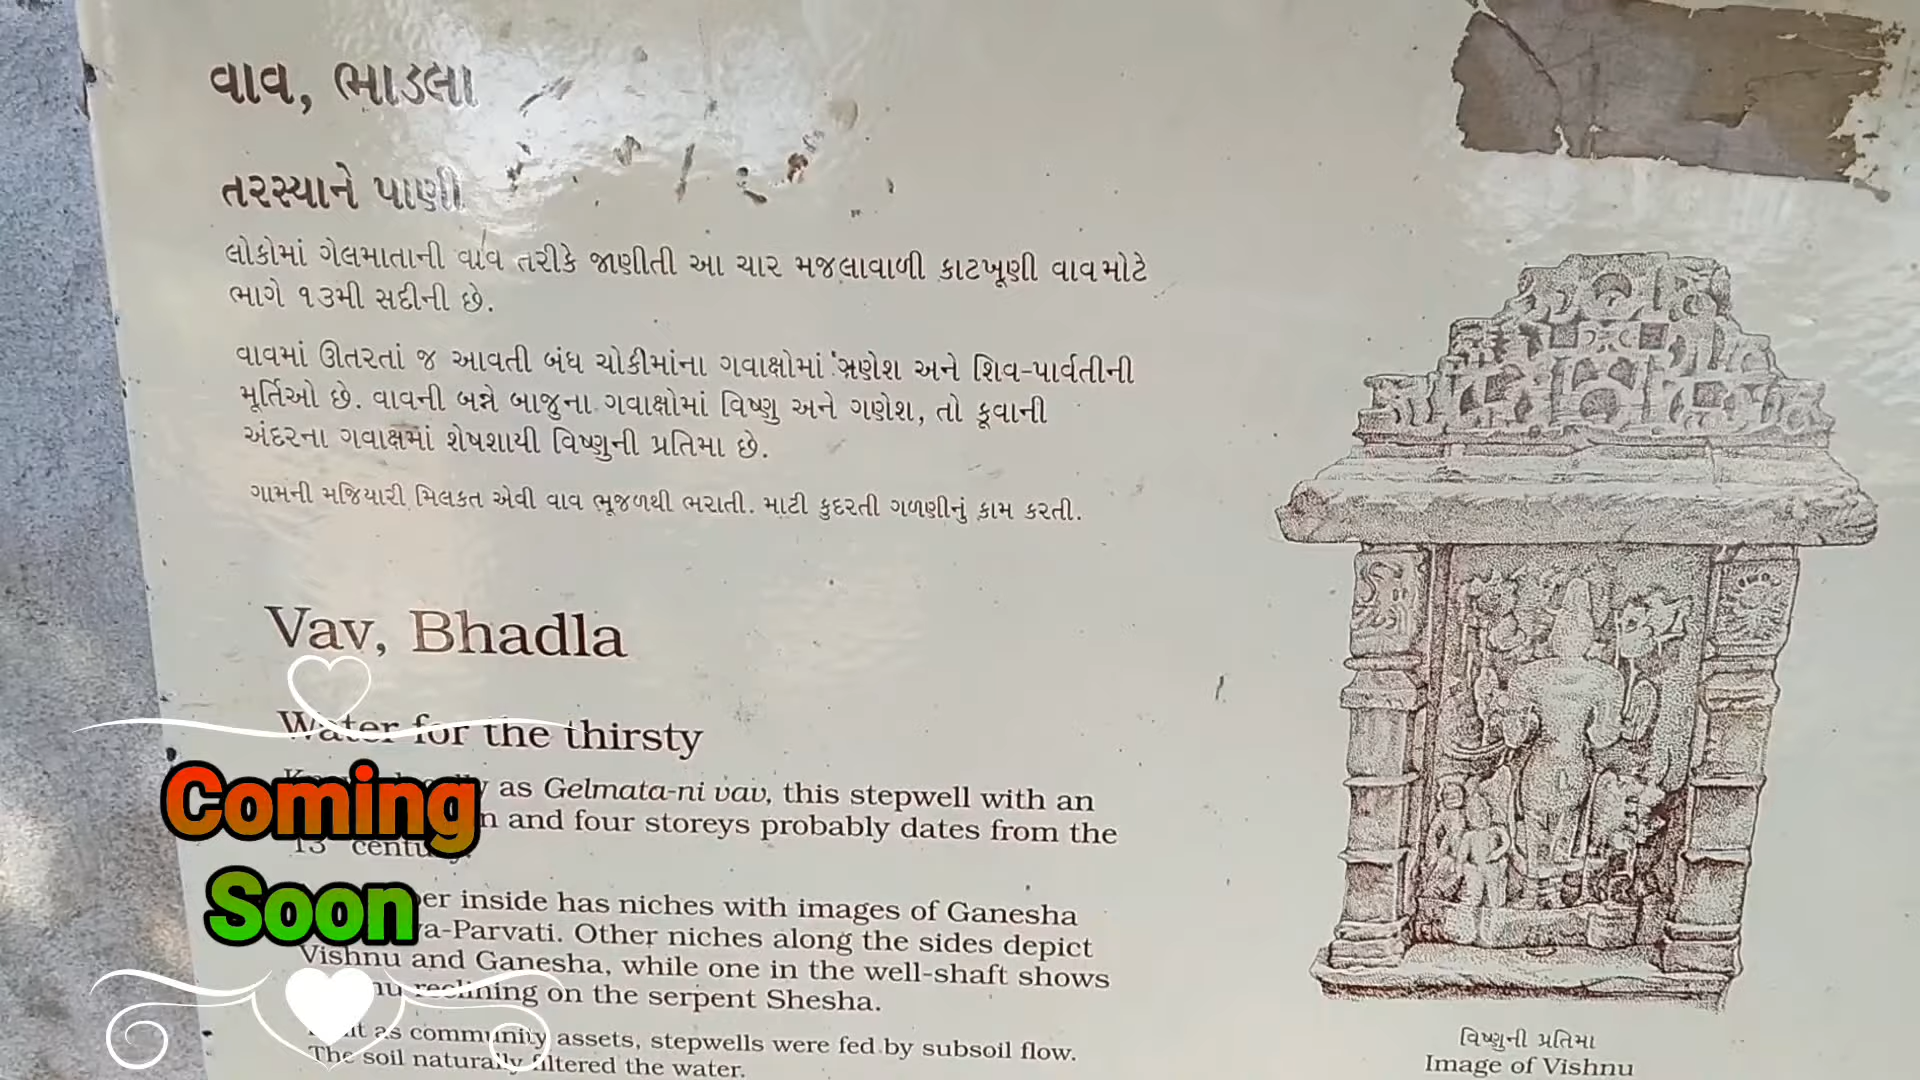 વાવ, ભાડલા
તરસ્યાને પાણી
લોકોમાં ગેલમાતાની વાવ તરીકે જાણીતી આ ચાર મજલાવાળી કાટખૂણી વાવ મોટે
ભાગે ૧૩મી સદીની છે.
વાવમાં ઊતરતાં જ આવતી બંધ ચોકીમાંના ગવાક્ષોમાં ગણેશ અને શિવ-પાર્વતીની
મૂર્તિઓ છે. વાવની બન્ને બાજુના ગવાક્ષોમાં વિષ્ણુ અને ગણેશ, તો કૂવાની
અંદરના ગવાક્ષમાં શેષશાયી વિષ્ણુની પ્રતિમા છે.
ગામની મજિયારી મિલકત એવી વાવ ભૂજળથી ભરાતી. માટી કુદરતી ગળણીનું કામ કરતી.
Vav, Bhadla
Water for the thirsty
as Gelmata-ni vav, this stepwell with an
and four storeys probably dates from the
13 century.
inside has niches with images of Ganesha
Parvati. Other niches along the sides depict
Vishnu and Ganesha, while one in the well-shaft shows
reclining on the serpent Shesha.
as community assets, stepwells were fed by subsoil flow.
The soil naturally filtered the water.
Coming
Soon
વિષ્ણુની પ્રતિમા
Image of Vishnu